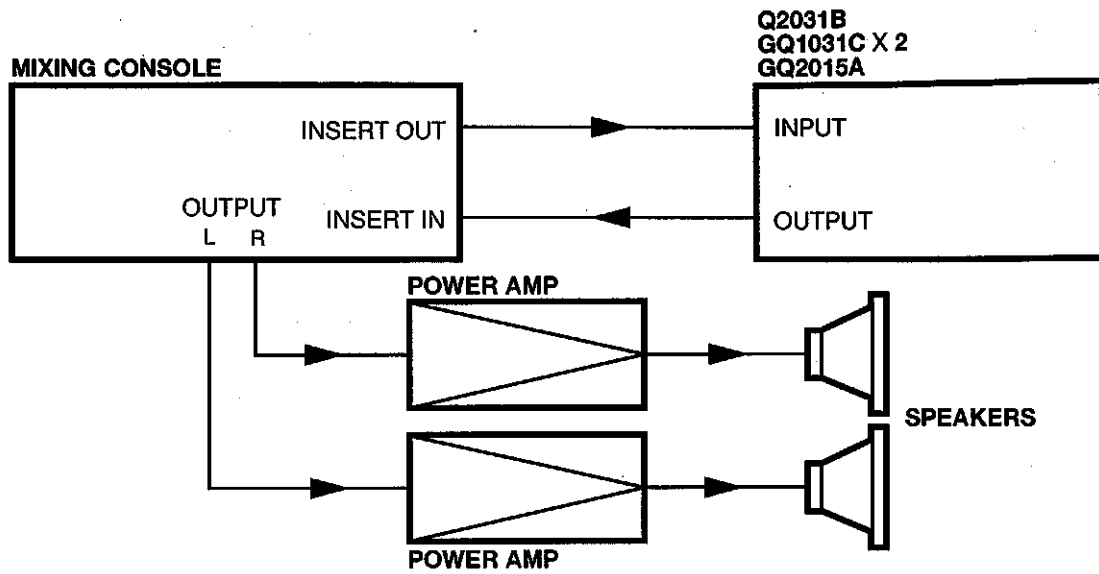 Q2031B
GQ1031C X 2
GQ2015A
MIXING CONSOLE
INSERT OUT
INPUT
OUTPUT
L R
INSERT IN
OUTPUT
POWER AMP
SPEAKERS
POWER AMP